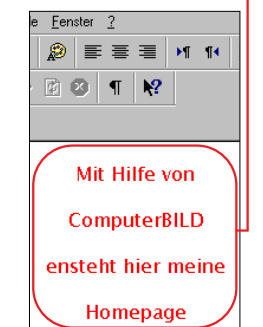 e Fenster ?
Mit Hilfe von
ComputerBILD
ensteht hier meine
Homepage